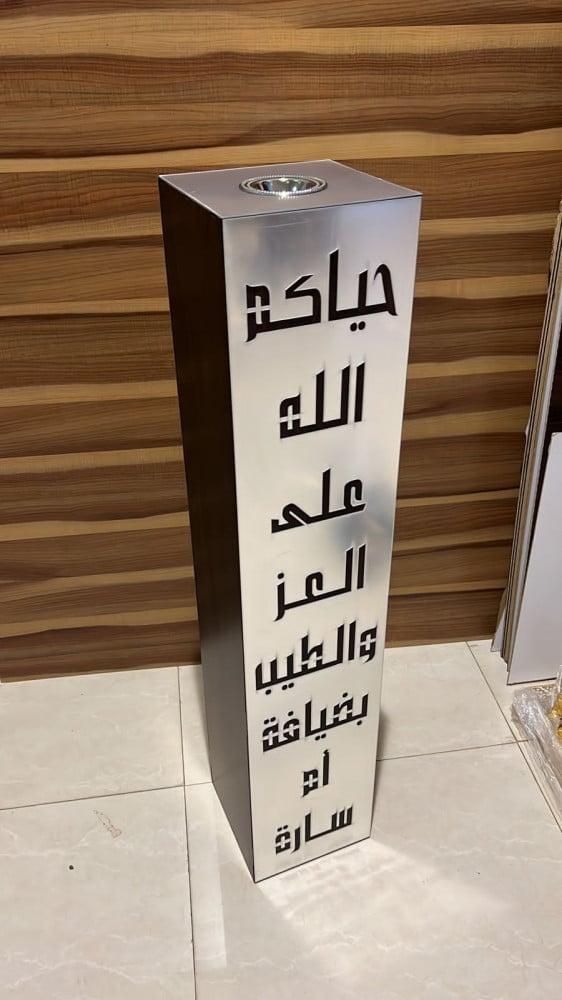 حياكم
الله
على
العز
والطيب
بضيافة
أم
سارة